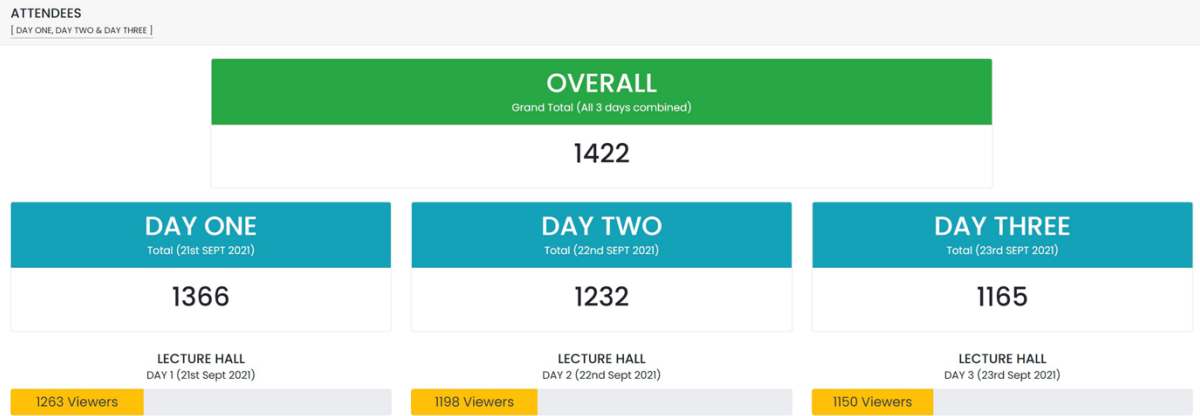 ATTENDEES
[ DAY ONE, DAY TWO & DAY THREE ]
OVERALL
Grand Total (All 3 days combined)
1422
DAY ONE
Total (21st SEPT 2021)
1366
DAY TWO
Total (22nd SEPT 2021)
1232
DAY THREE
Total (23rd SEPT 2021)
1165
LECTURE HALL
DAY 1 (21st Sept 2021)
1263 Viewers
LECTURE HALL
DAY 2 (22nd Sept 2021)
1198 Viewers
LECTURE HALL
DAY 3 (23rd Sept 2021)
1150 Viewers